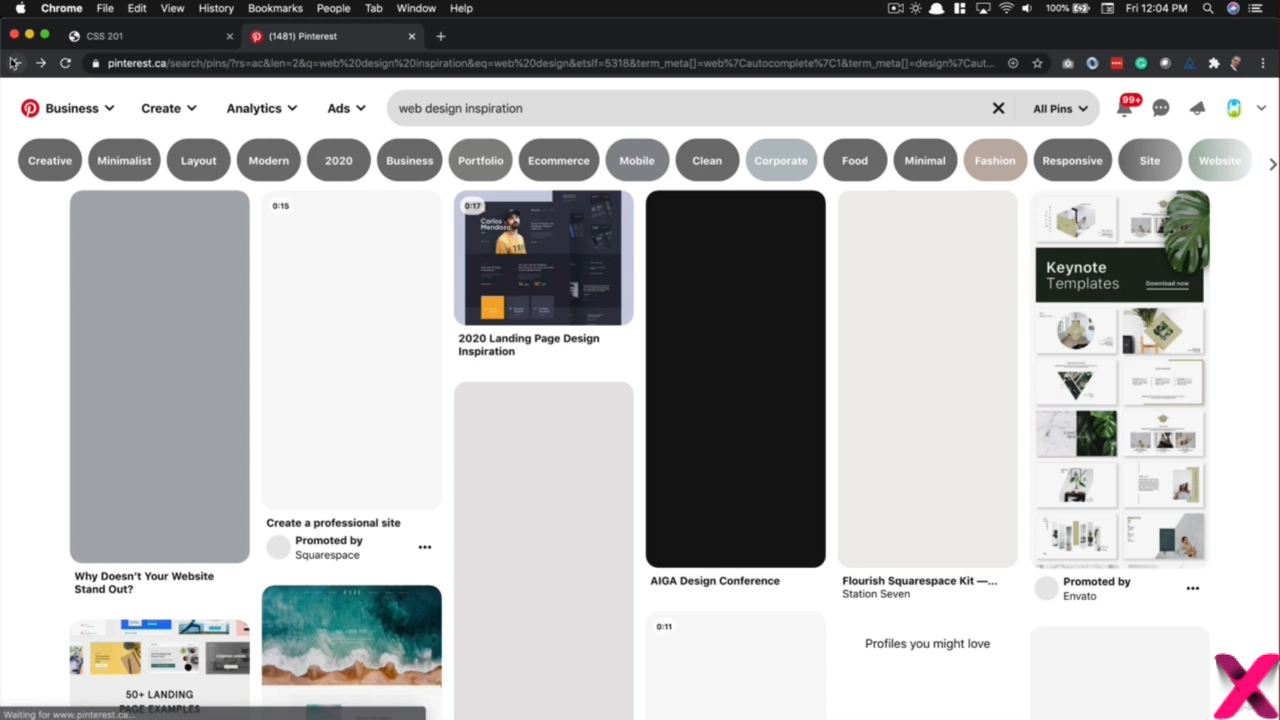 Chrome File Edit View History Bookmarks People Tab Window Help 100% Fri 12:04 PM
CSS 201
(1481) Pinterest
pinterest.ca/search/pins/?rs=ac&len=2&q=web%20design%20inspiration&eq=web%20design&etslf=5318&term_meta[]=web%7Cautocomplete%7C1&term_meta[]=design%7Caut...
Business Create Analytics Ads web design inspiration All Pins 99+
Creative Minimalist Layout Modern 2020 Business Portfolio Ecommerce Mobile Clean Corporate Food Minimal Fashion Responsive Site Website
0:15
0:17
Carlos
Mendoza
2020 Landing Page Design
Inspiration
Keynote
Templates
Download now
Create a professional site
Promoted by
Squarespace
Why Doesn't Your Website
Stand Out?
AIGA Design Conference
Flourish Squarespace Kit —...
Station Seven
Promoted by
Envato
0:11
Profiles you might love
50+ LANDING
PAGE EXAMPLES
Waiting for www.pinterest.ca...